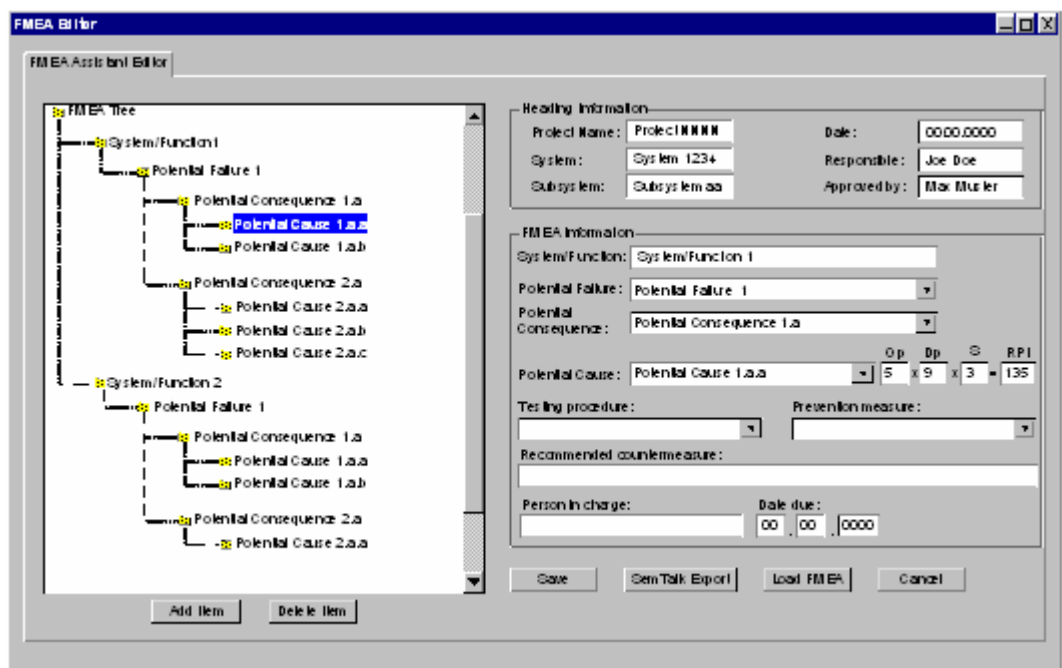 FMEA Editor
FMEA Assistant Editor
FMEA Tree
System/Function1
Potential Failure 1
Potential Consequence 1.a
Potential Cause 1.a.a
Potential Cause 1.a.b
Potential Consequence 2.a
Potential Cause 2.a.a
Potential Cause 2.a.b
Potential Cause 2.a.c
System/Function 2
Potential Failure 1
Potential Consequence 1.a
Potential Cause 1.a.a
Potential Cause 1.a.b
Potential Consequence 2.a
Potential Cause 2.a.a
Add Item Delete Item
Heading Information
Project Name: Project NNNN Date: 00.00.0000
System: System 1234 Responsible: Joe Doe
Subsystem: Subsystem aa Approved by: Max Muster
FMEA Information
System/Function: System/Function 1
Potential Failure: Potential Failure 1
Potential
Consequence: Potential Consequence 1.a
Op Dp S RPI
Potential Cause: Potential Cause 1.a.a 5 x 9 x 3 = 135
Testing procedure: Prevention measure:
Recommended countermeasure:
Person in charge: Date due:
00 . 00 . 0000
Save SemTalk Export Load FMEA Cancel